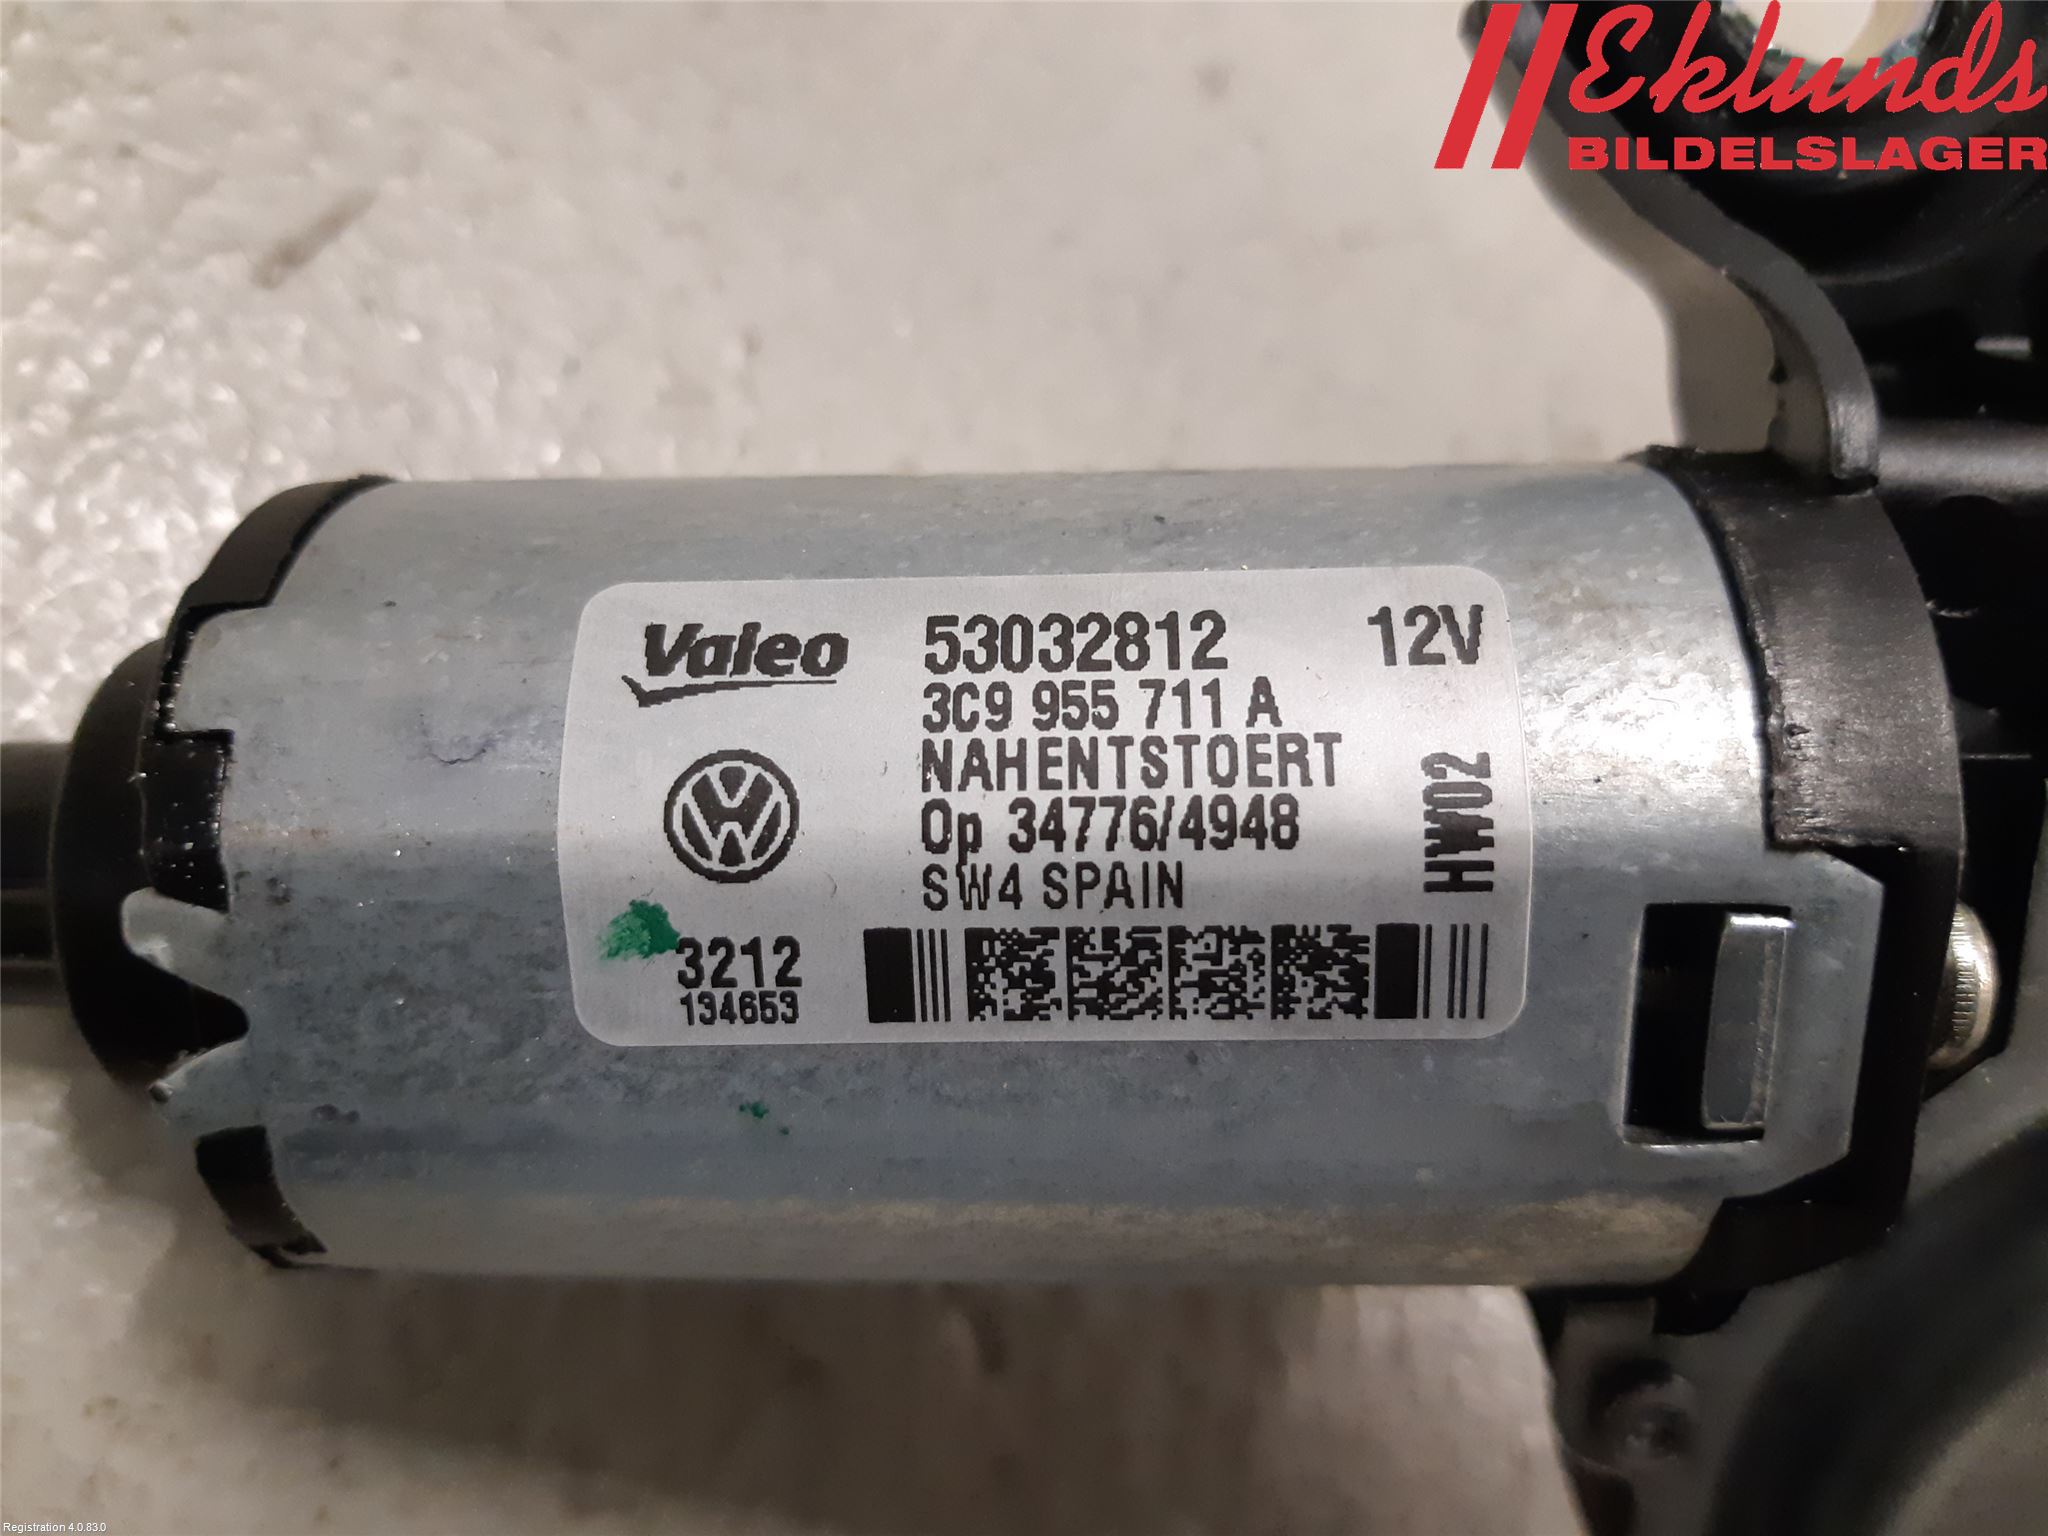 Eklunds
BILDELSLAGER
Valeo
53032812
12V
3C9 955 711 A
NAHENTSTOERT
Op 34776/4948
SW4 SPAIN
HW02
3212
134653
Registration 4.0.83.0